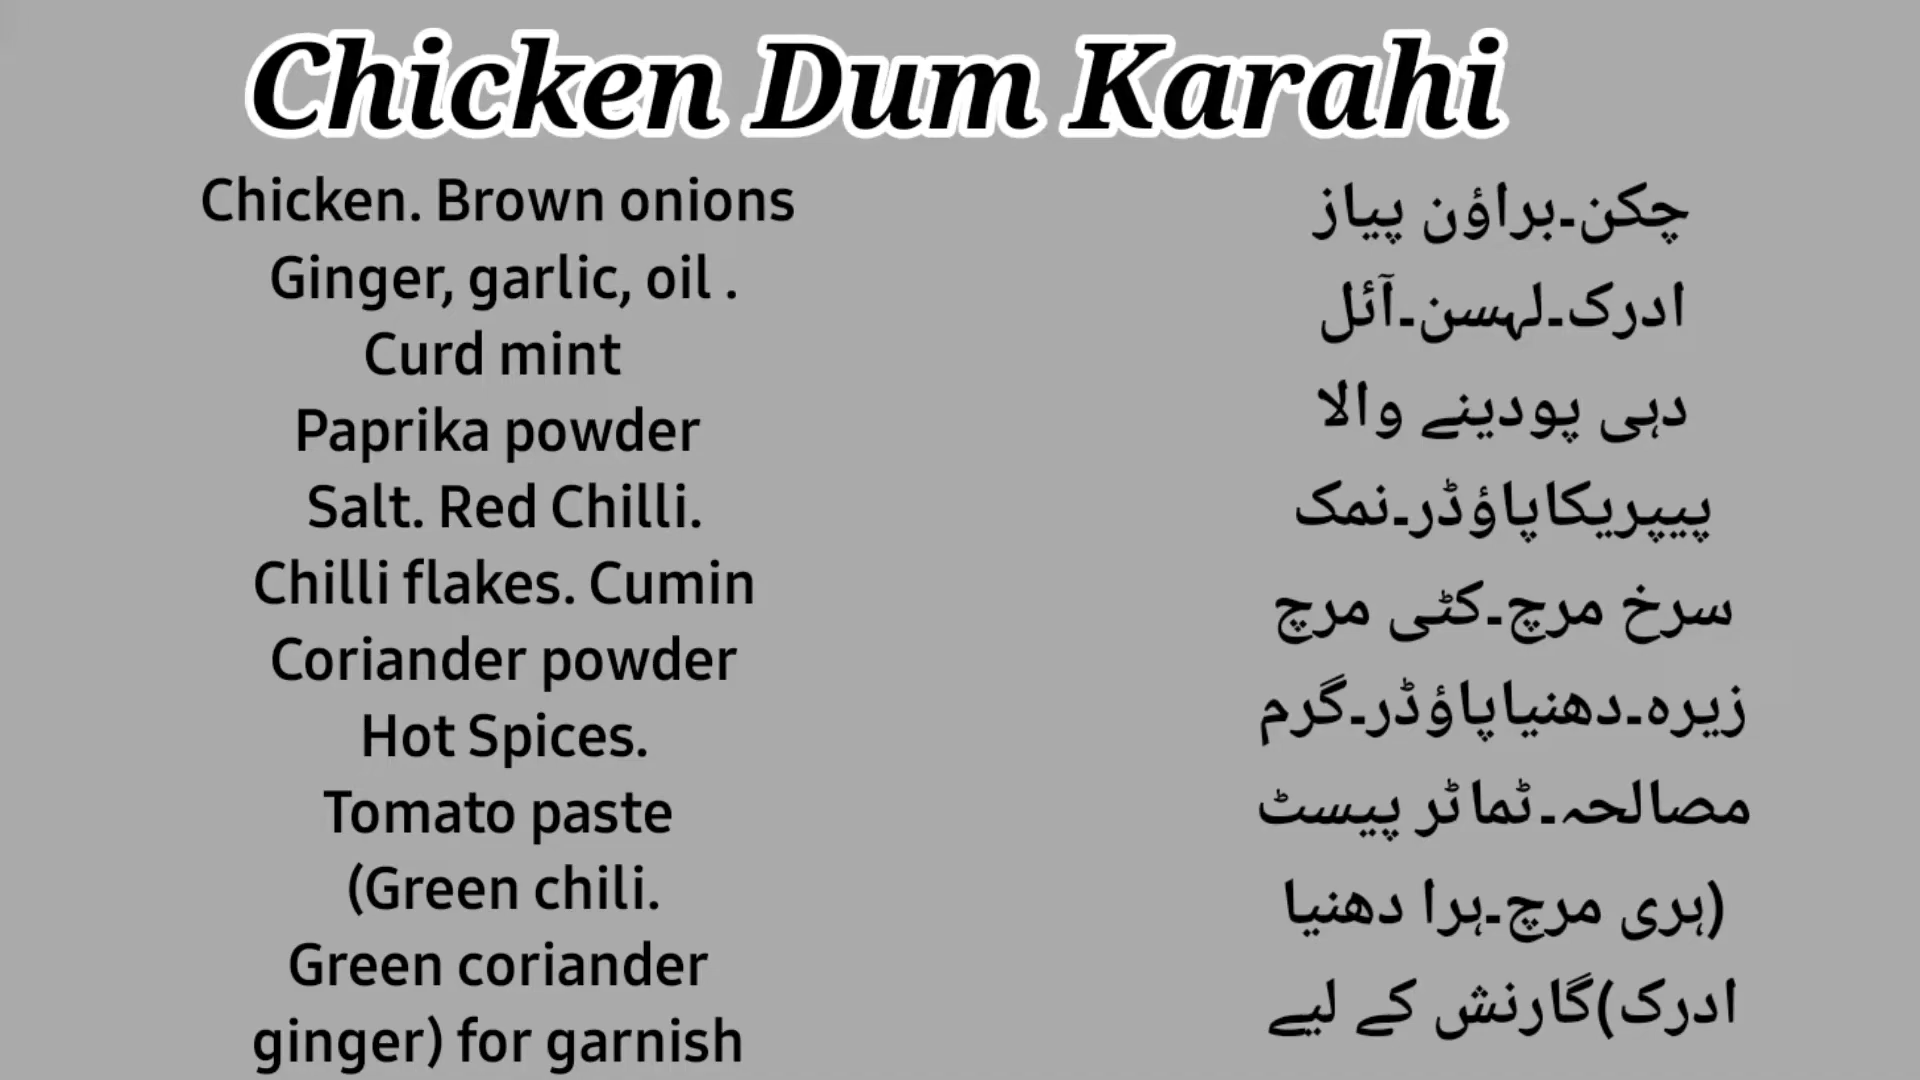 Chicken Dum Karahi
Chicken. Brown onions
Ginger, garlic, oil .
Curd mint
Paprika powder
Salt. Red Chilli.
Chilli flakes. Cumin
Coriander powder
Hot Spices.
Tomato paste
(Green chili.
Green coriander
ginger) for garnish
چکن۔براؤن پیاز
ادرک۔لہسن۔آئل
دہی پودینے والا
پیپریکاپاؤڈر۔نمک
سرخ مرچ۔کٹی مرچ
زیرہ۔دھنیاپاؤڈر۔گرم
مصالحہ۔ٹماٹر پیسٹ
(ہری مرچ۔ہرا دھنیا
ادرک)گارنش کے لیے